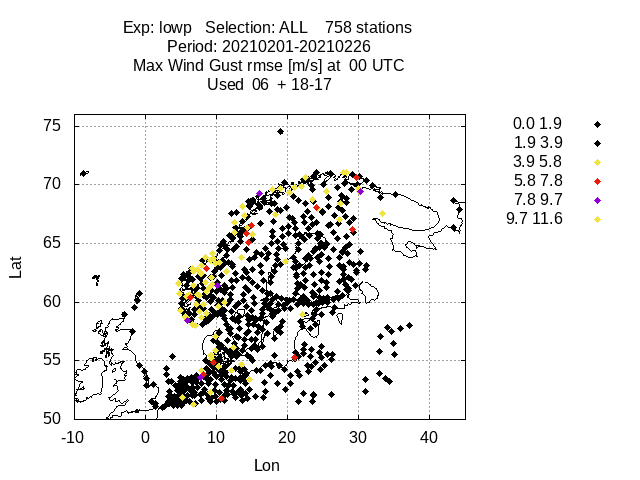 Exp: lowp Selection: ALL 758 stations
Period: 20210201-20210226
Max Wind Gust rmse [m/s] at 00 UTC
Used 06 + 18-17
75
70
65
60
55
50
-10 0 10 20 30 40
Lat
Lon
0.0 1.9
1.9 3.9
3.9 5.8
5.8 7.8
7.8 9.7
9.7 11.6